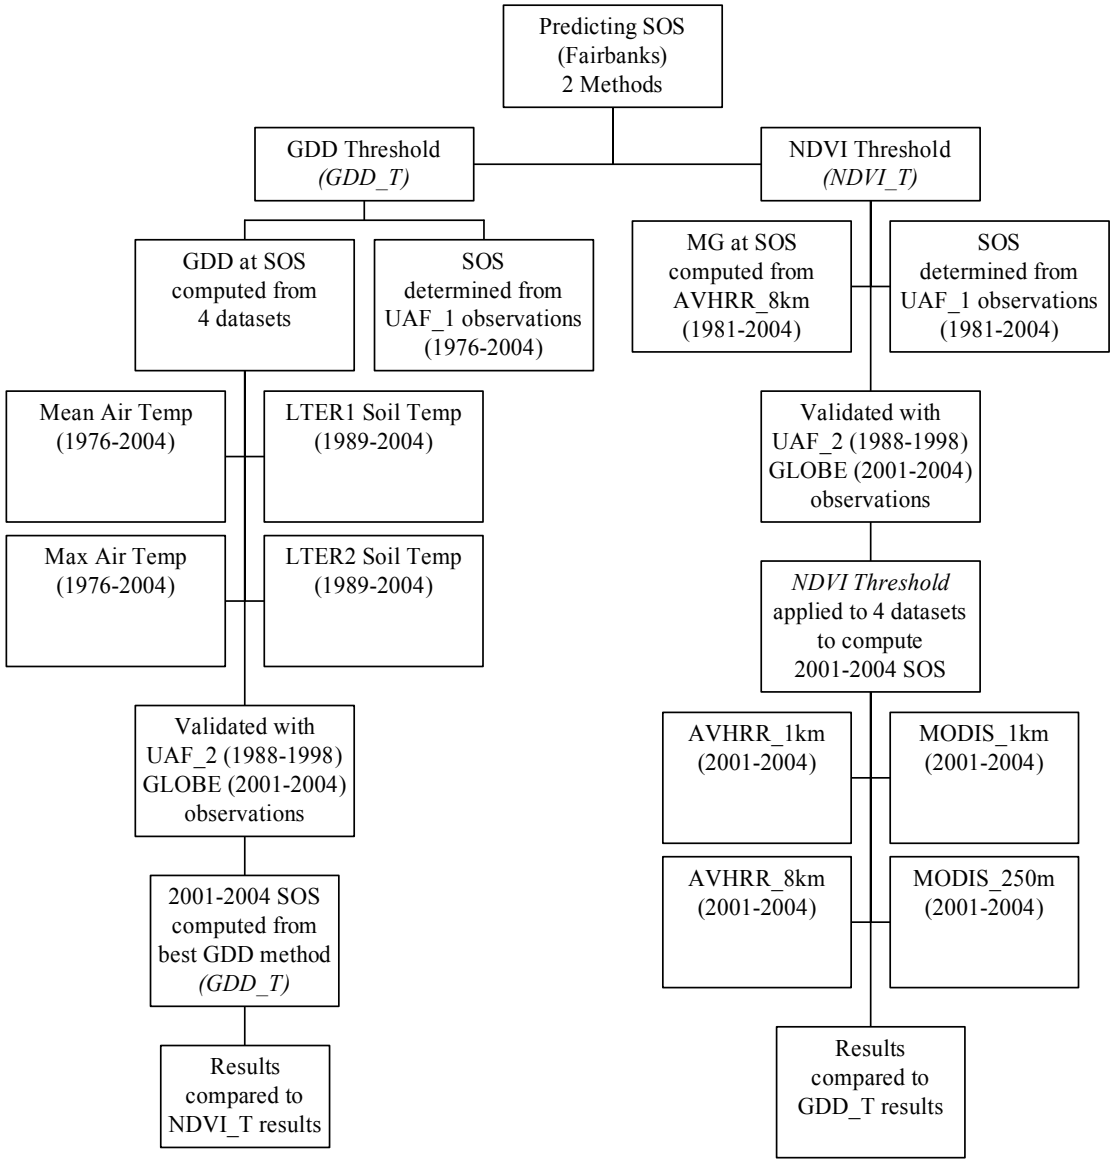 Predicting SOS
(Fairbanks)
2 Methods
GDD Threshold
(GDD_T)
NDVI Threshold
(NDVI_T)
GDD at SOS
computed from
4 datasets
SOS
determined from
UAF_1 observations
(1976-2004)
MG at SOS
computed from
AVHRR_8km
(1981-2004)
SOS
determined from
UAF_1 observations
(1981-2004)
Mean Air Temp
(1976-2004)
LTER1 Soil Temp
(1989-2004)
Max Air Temp
(1976-2004)
LTER2 Soil Temp
(1989-2004)
Validated with
UAF_2 (1988-1998)
GLOBE (2001-2004)
observations
2001-2004 SOS
computed from
best GDD method
(GDD_T)
Results
compared to
NDVI_T results
Validated with
UAF_2 (1988-1998)
GLOBE (2001-2004)
observations
NDVI Threshold
applied to 4 datasets
to compute
2001-2004 SOS
AVHRR_1km
(2001-2004)
MODIS_1km
(2001-2004)
AVHRR_8km
(2001-2004)
MODIS_250m
(2001-2004)
Results
compared to
GDD_T results